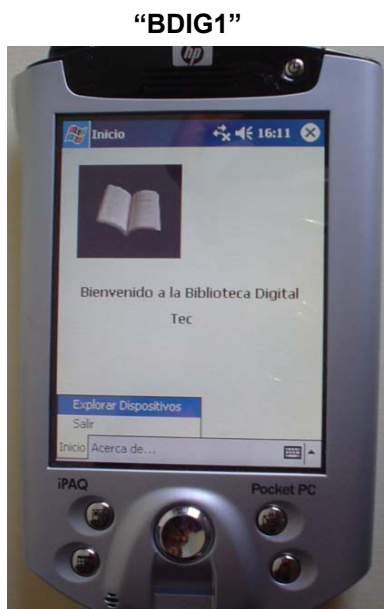 “BDIG1”
hp
Inicio 16:11
Bienvenido a la Biblioteca Digital
Tec
Explorar Dispositivos
Salir
Inicio Acerca de...
iPAQ Pocket PC